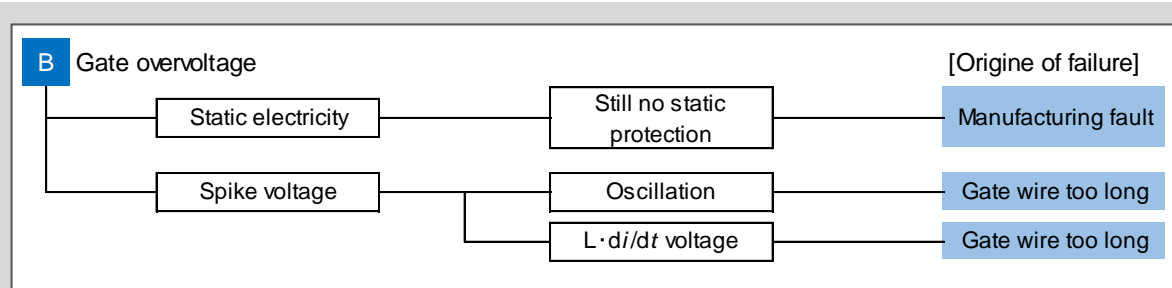 B Gate overvoltage [Origine of failure]
Static electricity
Still no static
protection
Manufacturing fault
Spike voltage
Oscillation
Gate wire too long
L·di/dt voltage
Gate wire too long